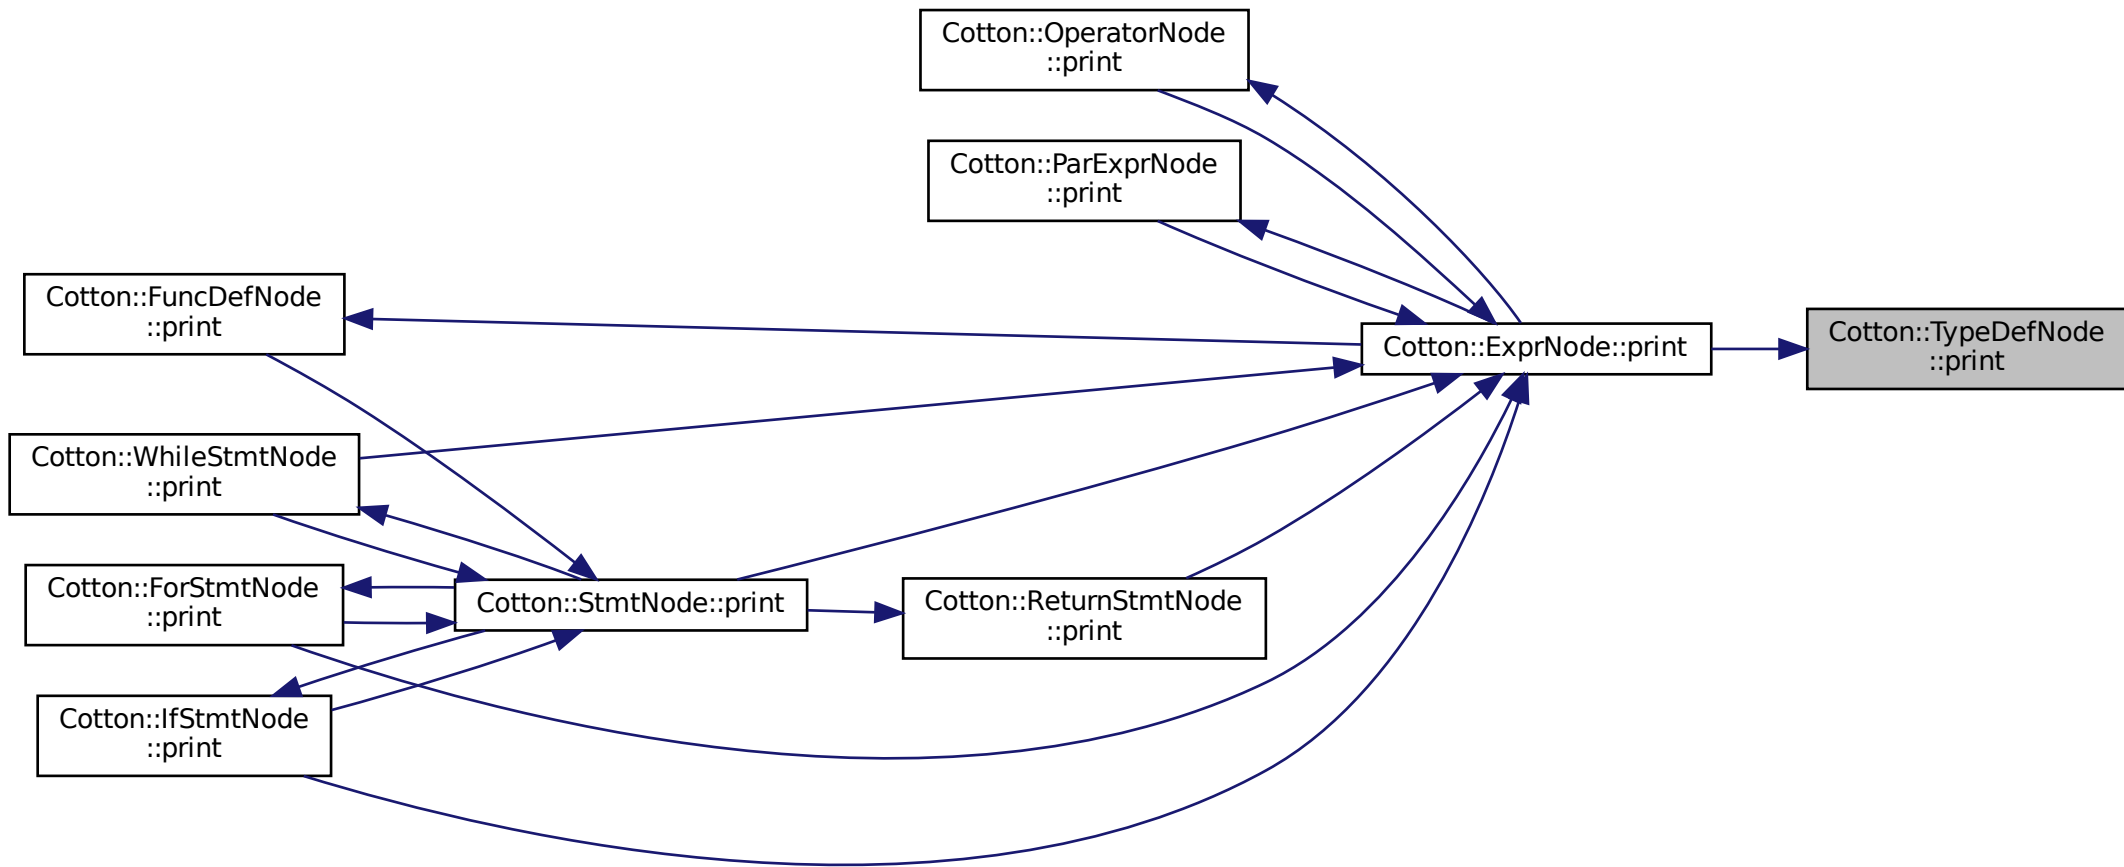 Cotton::OperatorNode
::print
Cotton::ParExprNode
::print
Cotton::FuncDefNode
::print
Cotton::ExprNode::print
Cotton::TypeDefNode
::print
Cotton::WhileStmtNode
::print
Cotton::ForStmtNode
::print
Cotton::StmtNode::print
Cotton::ReturnStmtNode
::print
Cotton::IfStmtNode
::print